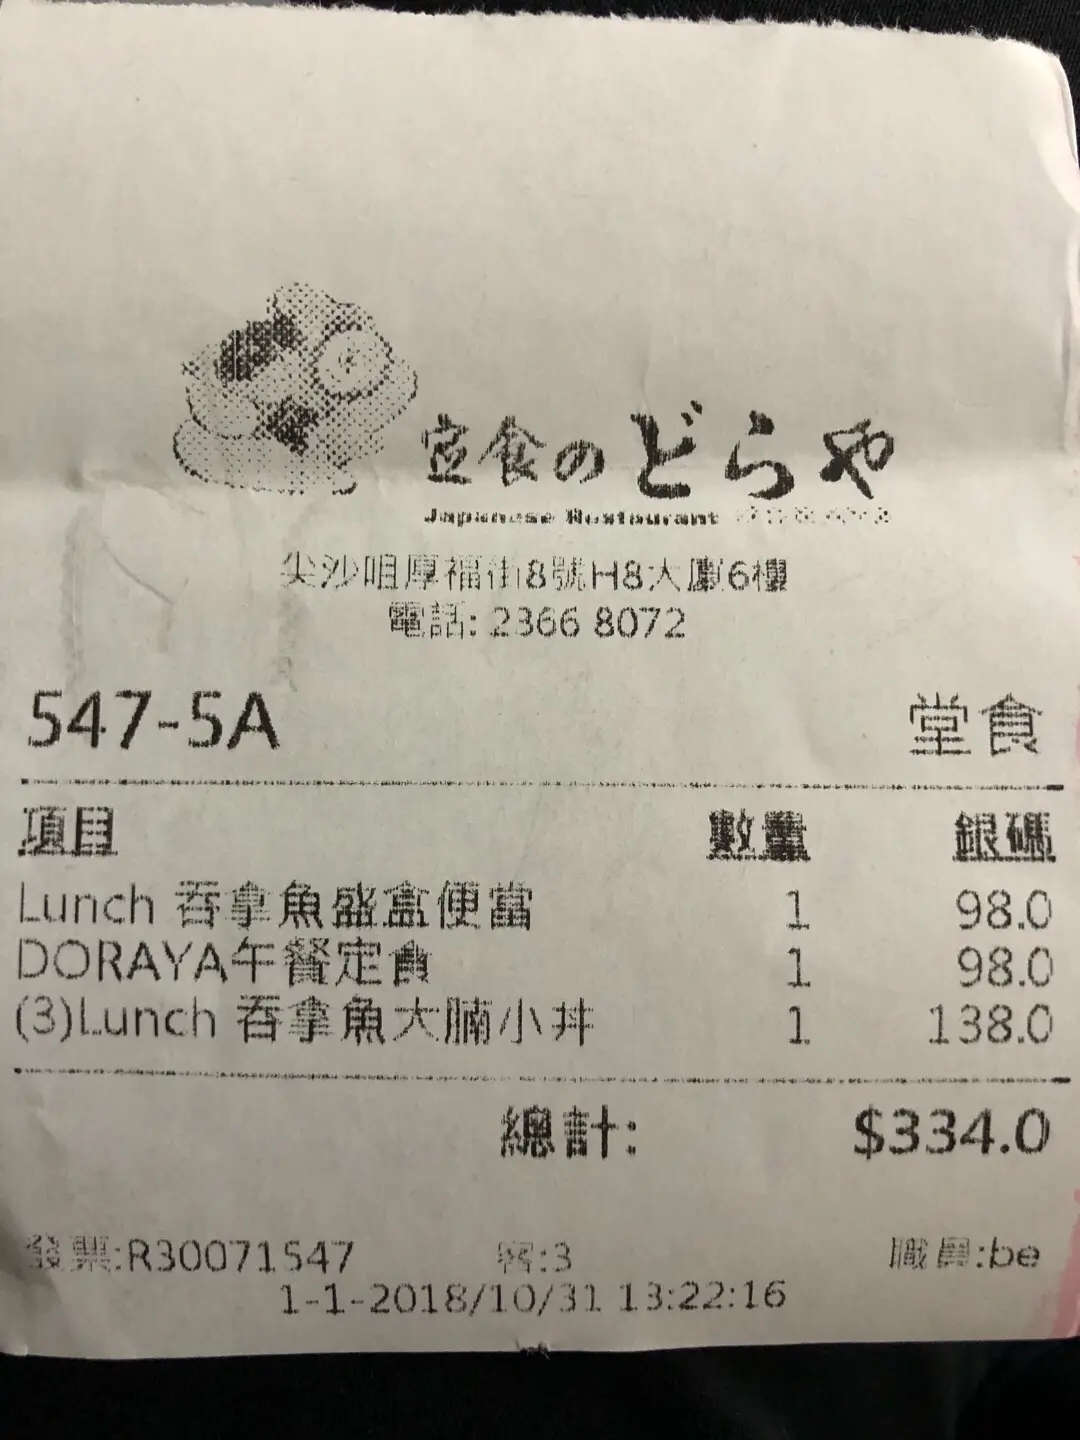 定食のどらや
Japanese Restaurant
尖沙咀厚福街8號H8大廈6樓
電話: 2366 8072
547-5A 堂食
項目 數量 銀碼
Lunch 吞拿魚盛盒便當 1 98.0
DORAYA午餐定食 1 98.0
(3)Lunch 吞拿魚大腩小丼 1 138.0
總計: $334.0
發票:R30071547 客:3 職員:be
1-1-2018/10/31 13:22:16